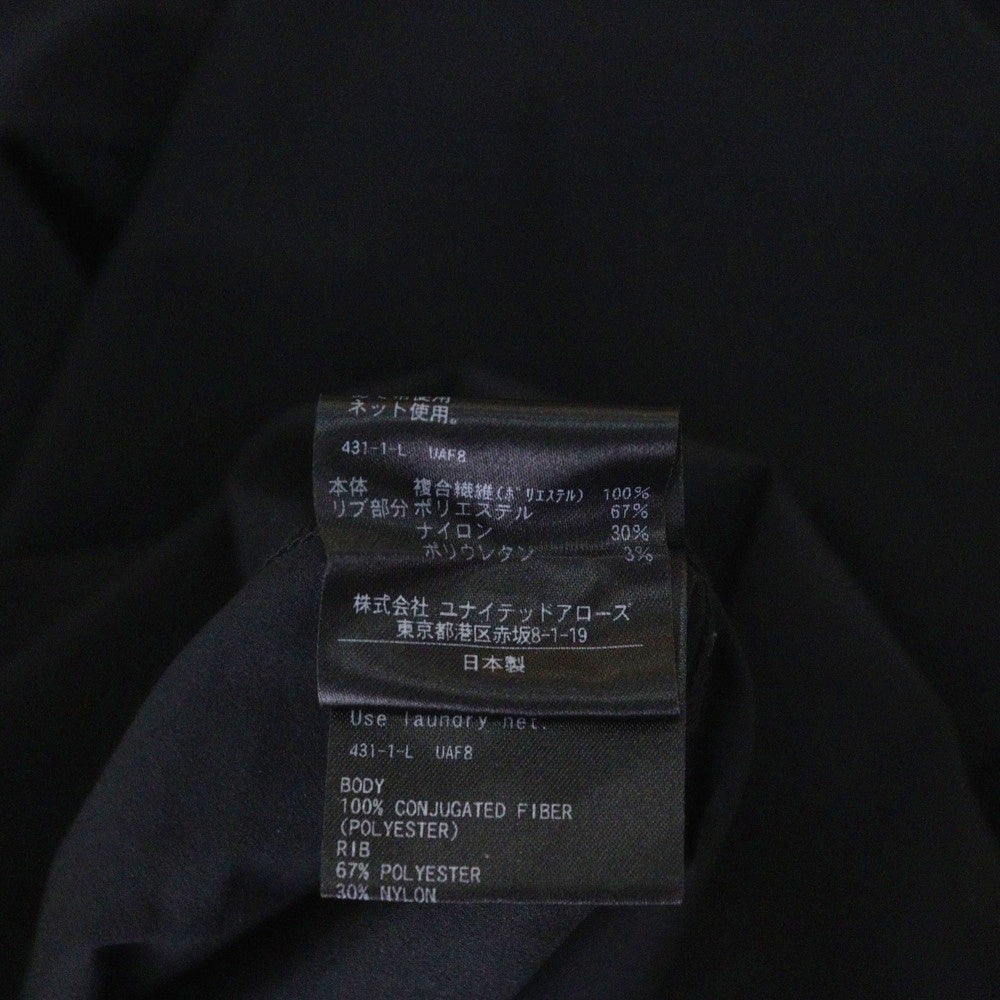 使用
ネット使用。
431-1-L UAF8
本体 複合繊維(ポリエステル) 100%
リブ部分 ポリエステル 67%
ナイロン 30%
ポリウレタン 3%
株式会社 ユナイテッドアローズ
東京都港区赤坂8-1-19
日本製
Use laundry net.
431-1-L UAF8
BODY
100% CONJUGATED FIBER
(POLYESTER)
RIB
67% POLYESTER
30% NYLON